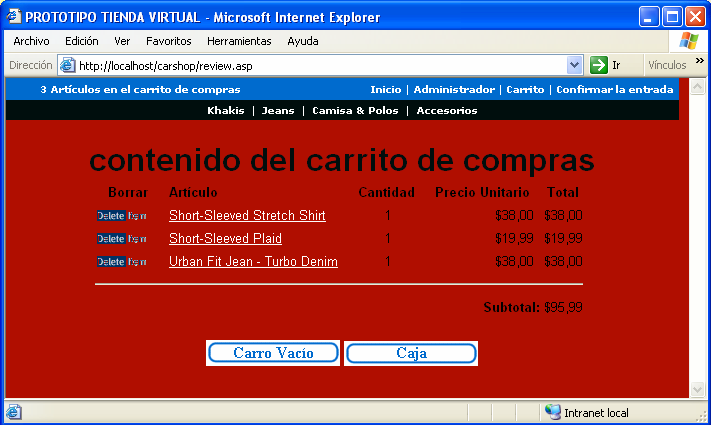 PROTOTIPO TIENDA VIRTUAL - Microsoft Internet Explorer
Archivo Edición Ver Favoritos Herramientas Ayuda
Dirección http://localhost/carshop/review.asp Ir Vínculos »
3 Artículos en el carrito de compras Inicio | Administrador | Carrito | Confirmar la entrada
Khakis | Jeans | Camisa & Polos | Accesorios
contenido del carrito de compras
Borrar Artículo Cantidad Precio Unitario Total
Delete Item Short-Sleeved Stretch Shirt 1 $38,00 $38,00
Delete Item Short-Sleeved Plaid 1 $19,99 $19,99
Delete Item Urban Fit Jean - Turbo Denim 1 $38,00 $38,00
Subtotal: $95,99
Carro Vacío Caja
Intranet local